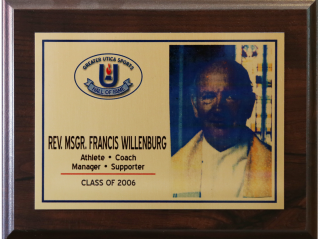 GREATER UTICA SPORTS
HALL OF FAME
REV. MSGR. FRANCIS WILLENBURG
Athlete • Coach
Manager • Supporter
CLASS OF 2006